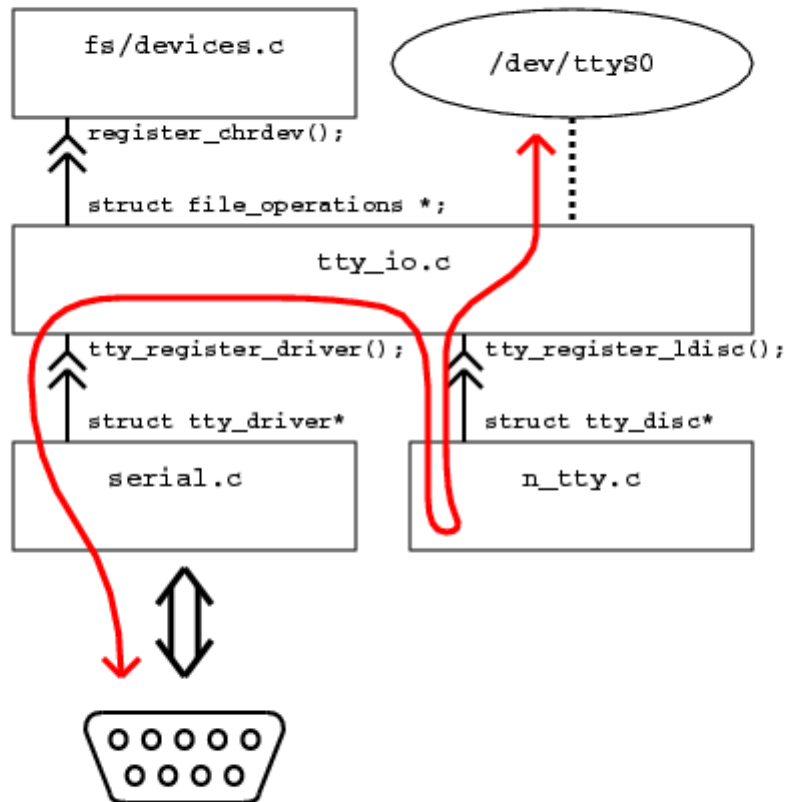 fs/devices.c
/dev/ttyS0
register_chrdev();
struct file_operations *;
tty_io.c
tty_register_driver();
tty_register_ldisc();
struct tty_driver*
struct tty_disc*
serial.c
n_tty.c